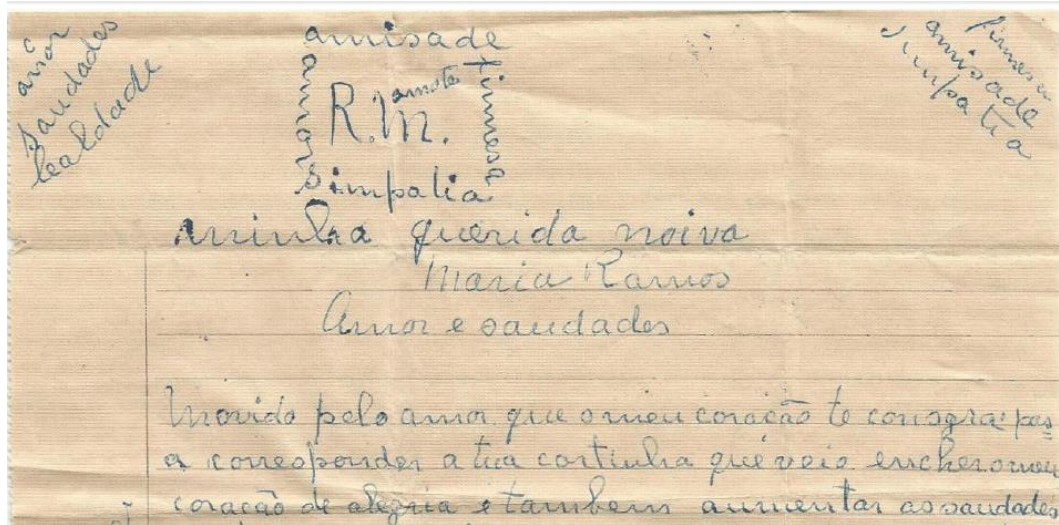 amôr
saudades
lealdade
amisade
amor
R.M.
firmesa
simpatia
firmesa
amisade
simpatia
minha querida noiva
Maria Ramos
Amor e saudades
Movido pelo amor que o meu coração te consagra: pas=
a corresponder a tua cartinha que veio encher o meu
coração de alegria e tambem aumentar as saudades